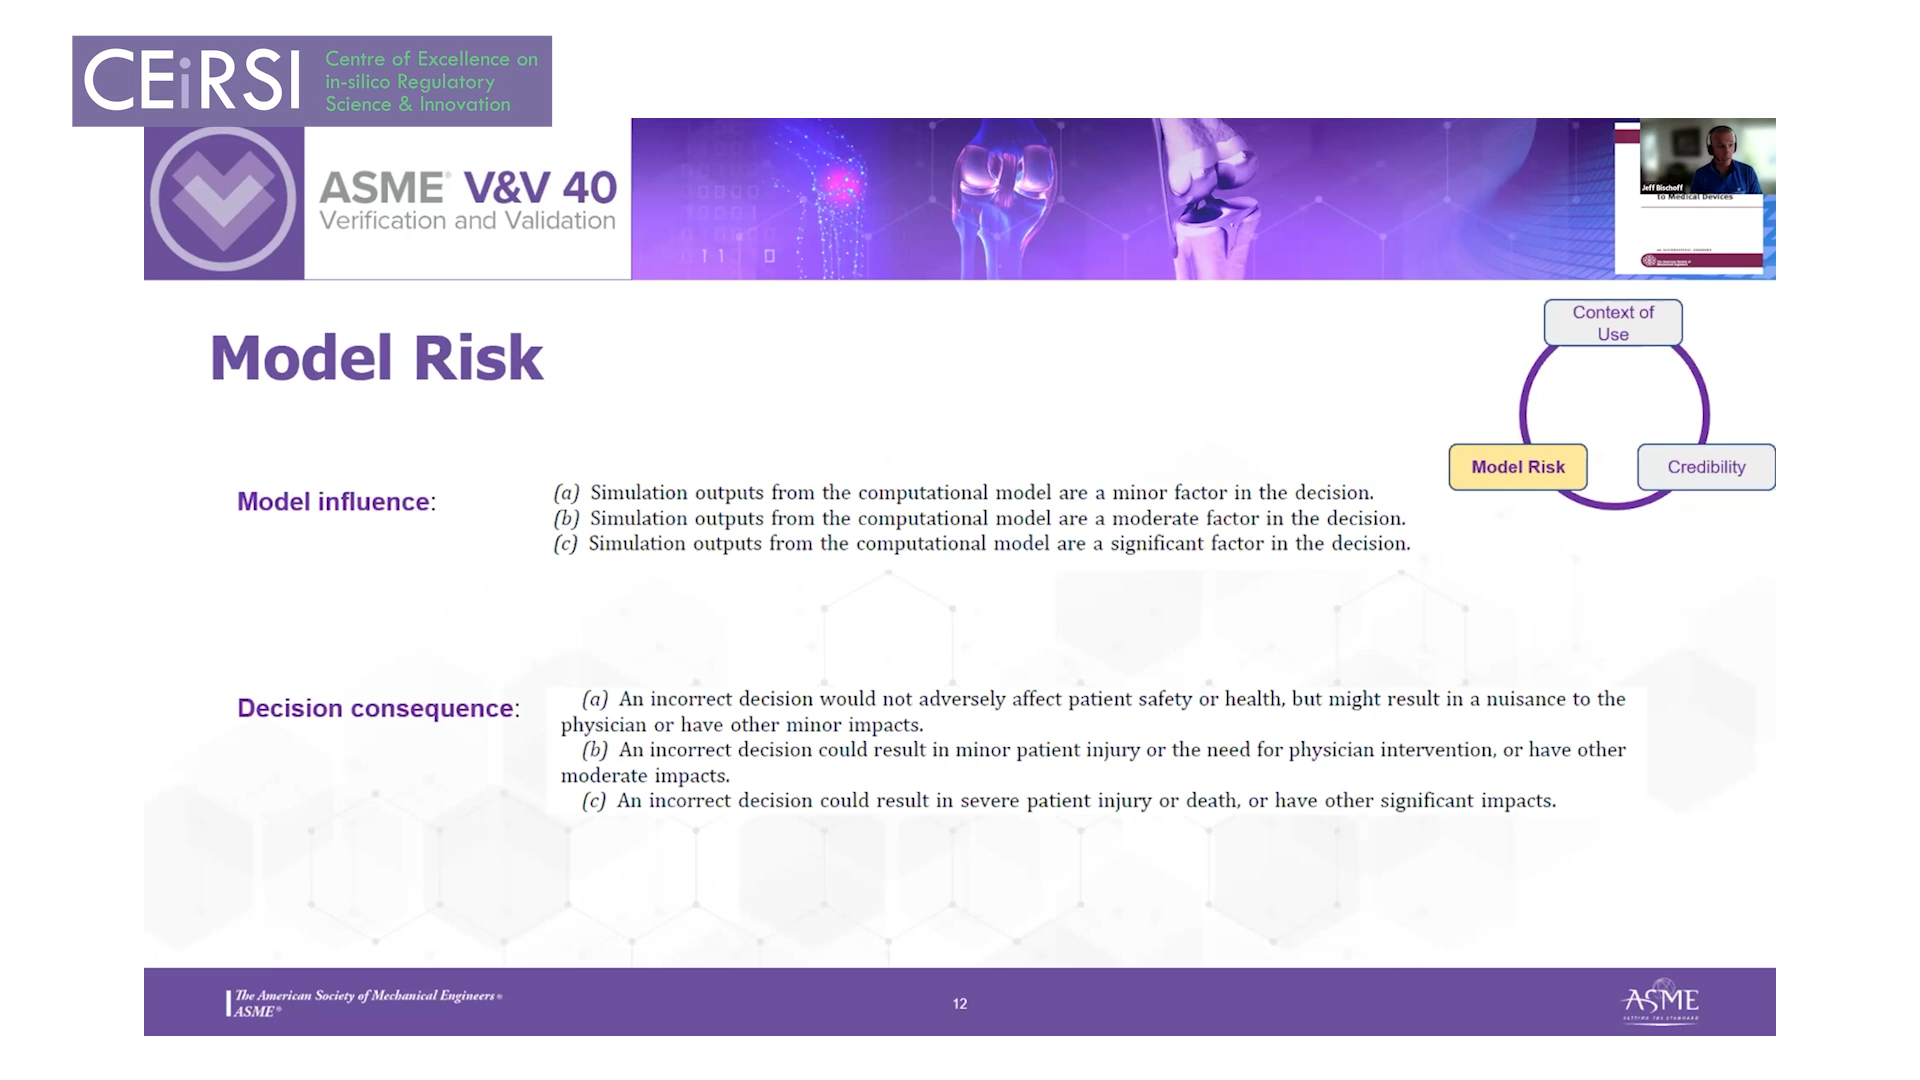 CEiRSI
Centre of Excellence on
in-silico Regulatory
Science & Innovation
ASME® V&V 40
Verification and Validation
Jeff Bischoff
to Medical Devices
Model Risk
Context of
Use
Model Risk
Credibility
Model influence:
(a) Simulation outputs from the computational model are a minor factor in the decision.
(b) Simulation outputs from the computational model are a moderate factor in the decision.
(c) Simulation outputs from the computational model are a significant factor in the decision.
Decision consequence:
(a) An incorrect decision would not adversely affect patient safety or health, but might result in a nuisance to the
physician or have other minor impacts.
(b) An incorrect decision could result in minor patient injury or the need for physician intervention, or have other
moderate impacts.
(c) An incorrect decision could result in severe patient injury or death, or have other significant impacts.
The American Society of Mechanical Engineers®
ASME®
12
ASME
SETTING THE STANDARD